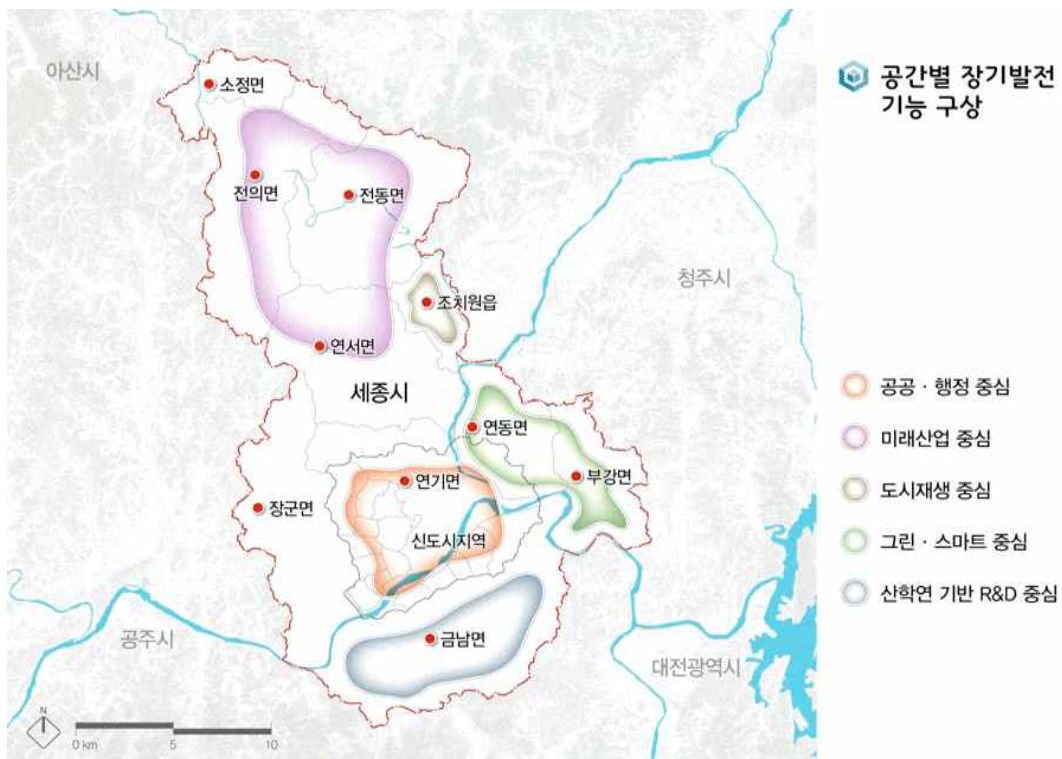 공간별 장기발전
기능 구상
아산시
소정면
전의면
전동면
조치원읍
청주시
연서면
세종시
연동면
부강면
연기면
장군면
신도시지역
금남면
공주시
대전광역시
공공 · 행정 중심
미래산업 중심
도시재생 중심
그린 · 스마트 중심
산학연 기반 R&D 중심
N
0 km 5 10